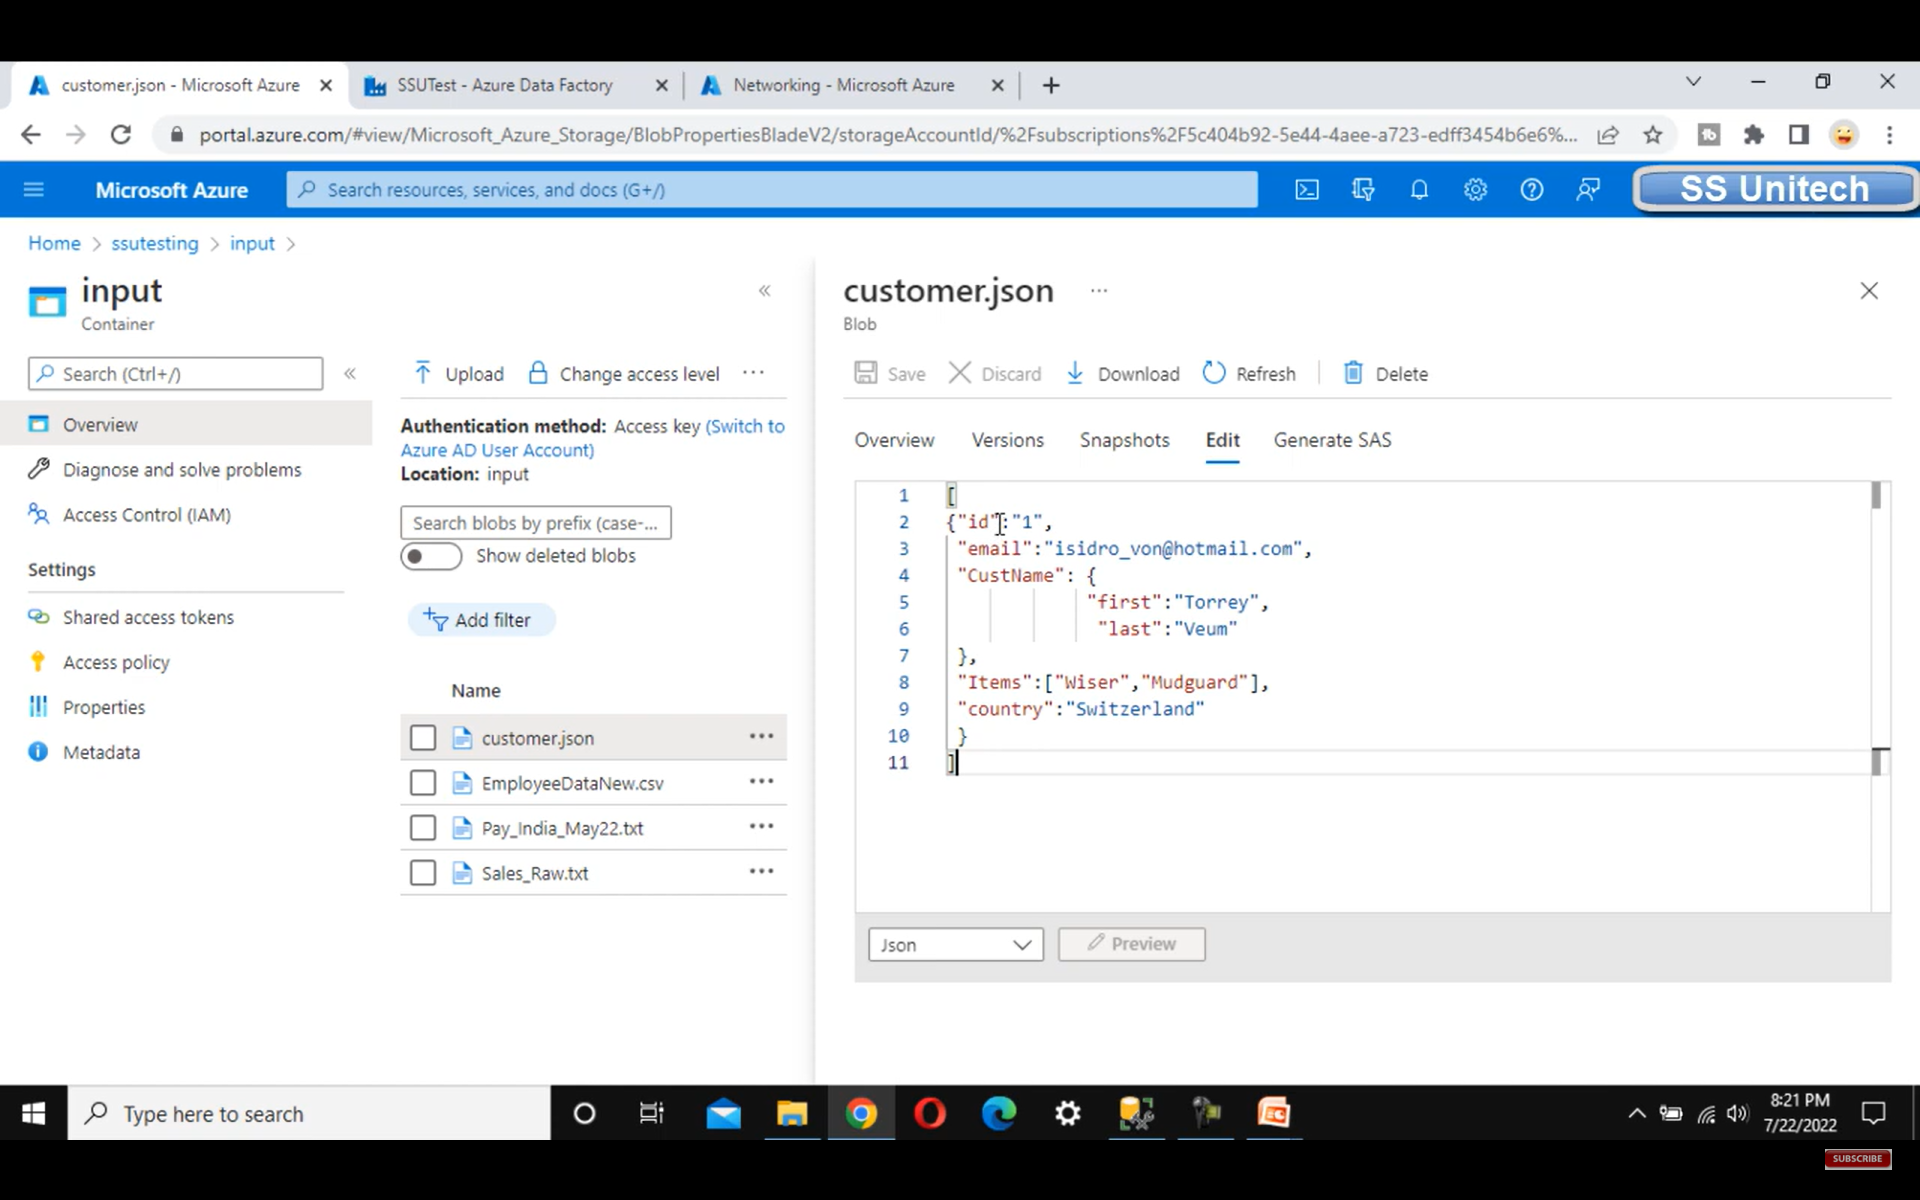 customer.json - Microsoft Azure
SSUTest - Azure Data Factory
Networking - Microsoft Azure
portal.azure.com/#view/Microsoft_Azure_Storage/BlobPropertiesBladeV2/storageAccountId/%2Fsubscriptions%2F5c404b92-5e44-4aee-a723-edff3454b6e6%...
Microsoft Azure
Search resources, services, and docs (G+/)
SS Unitech
Home > ssutesting > input >
input
Container
Search (Ctrl+/)
Overview
Diagnose and solve problems
Access Control (IAM)
Settings
Shared access tokens
Access policy
Properties
Metadata
Upload
Change access level
Authentication method: Access key (Switch to
Azure AD User Account)
Location: input
Search blobs by prefix (case-...
Show deleted blobs
Add filter
Name
customer.json
EmployeeDataNew.csv
Pay_India_May22.txt
Sales_Raw.txt
customer.json
Blob
Save
Discard
Download
Refresh
Delete
Overview
Versions
Snapshots
Edit
Generate SAS
1 [
2 {"id":"1",
3 "email":"isidro_von@hotmail.com",
4 "CustName": {
5 "first":"Torrey",
6 "last":"Veum"
7 },
8 "Items":["Wiser","Mudguard"],
9 "country":"Switzerland"
10 }
11 ]
Json
Preview
Type here to search
8:21 PM
7/22/2022
SUBSCRIBE